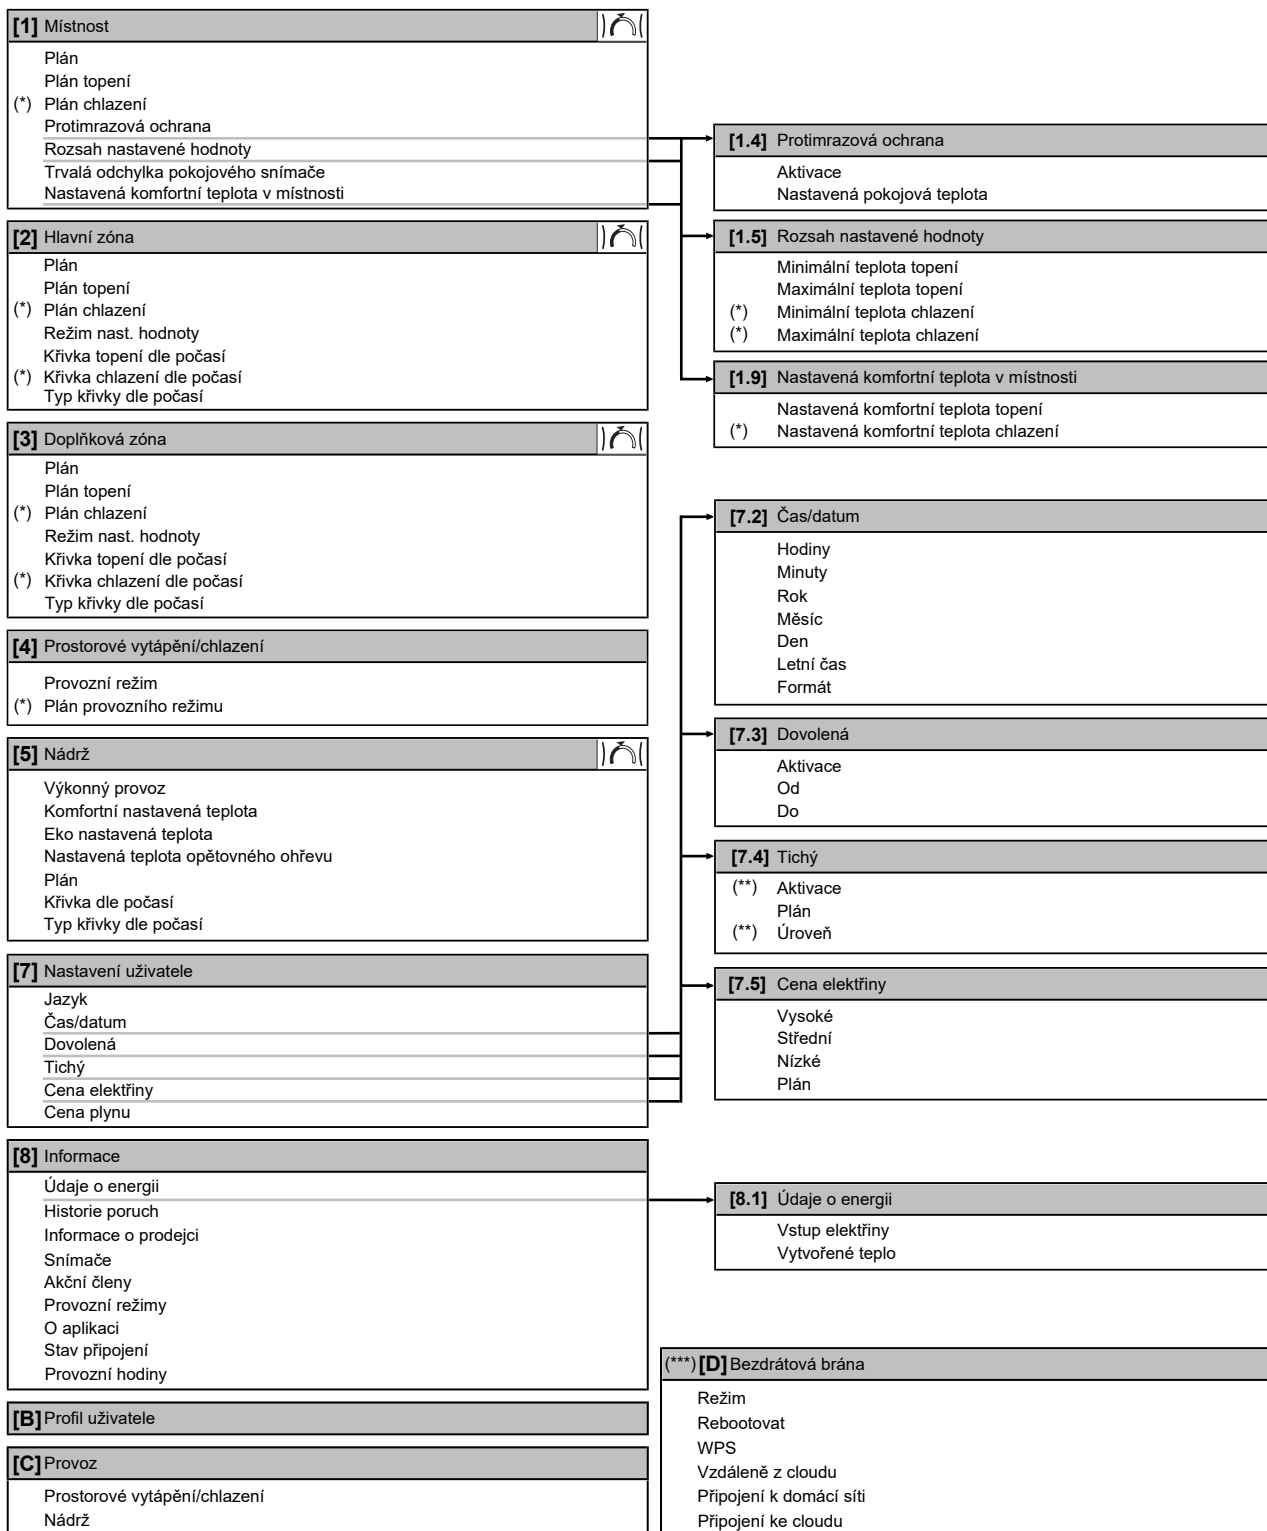 [1] Místnost
Plán
Plán topení
(*) Plán chlazení
Protimrazová ochrana
Rozsah nastavené hodnoty
Trvalá odchylka pokojového snímače
Nastavená komfortní teplota v místnosti
[2] Hlavní zóna
Plán
Plán topení
(*) Plán chlazení
Režim nast. hodnoty
Křivka topení dle počasí
(*) Křivka chlazení dle počasí
Typ křivky dle počasí
[3] Doplňková zóna
Plán
Plán topení
(*) Plán chlazení
Režim nast. hodnoty
Křivka topení dle počasí
(*) Křivka chlazení dle počasí
Typ křivky dle počasí
[4] Prostorové vytápění/chlazení
Provozní režim
(*) Plán provozního režimu
[5] Nádrž
Výkonný provoz
Komfortní nastavená teplota
Eko nastavená teplota
Nastavená teplota opětovného ohřevu
Plán
Křivka dle počasí
Typ křivky dle počasí
[7] Nastavení uživatele
Jazyk
Čas/datum
Dovolená
Tichý
Cena elektřiny
Cena plynu
[8] Informace
Údaje o energii
Historie poruch
Informace o prodejci
Snímače
Akční členy
Provozní režimy
O aplikaci
Stav připojení
Provozní hodiny
[B] Profil uživatele
[C] Provoz
Prostorové vytápění/chlazení
Nádrž
[1.4] Protimrazová ochrana
Aktivace
Nastavená pokojová teplota
[1.5] Rozsah nastavené hodnoty
Minimální teplota topení
Maximální teplota topení
(*) Minimální teplota chlazení
(*) Maximální teplota chlazení
[1.9] Nastavená komfortní teplota v místnosti
Nastavená komfortní teplota topení
(*) Nastavená komfortní teplota chlazení
[7.2] Čas/datum
Hodiny
Minuty
Rok
Měsíc
Den
Letní čas
Formát
[7.3] Dovolená
Aktivace
Od
Do
[7.4] Tichý
(**) Aktivace
Plán
(**) Úroveň
[7.5] Cena elektřiny
Vysoké
Střední
Nízké
Plán
[8.1] Údaje o energii
Vstup elektřiny
Vytvořené teplo
(***) [D] Bezdrátová brána
Režim
Rebootovat
WPS
Vzdáleně z cloudu
Připojení k domácí síti
Připojení ke cloudu